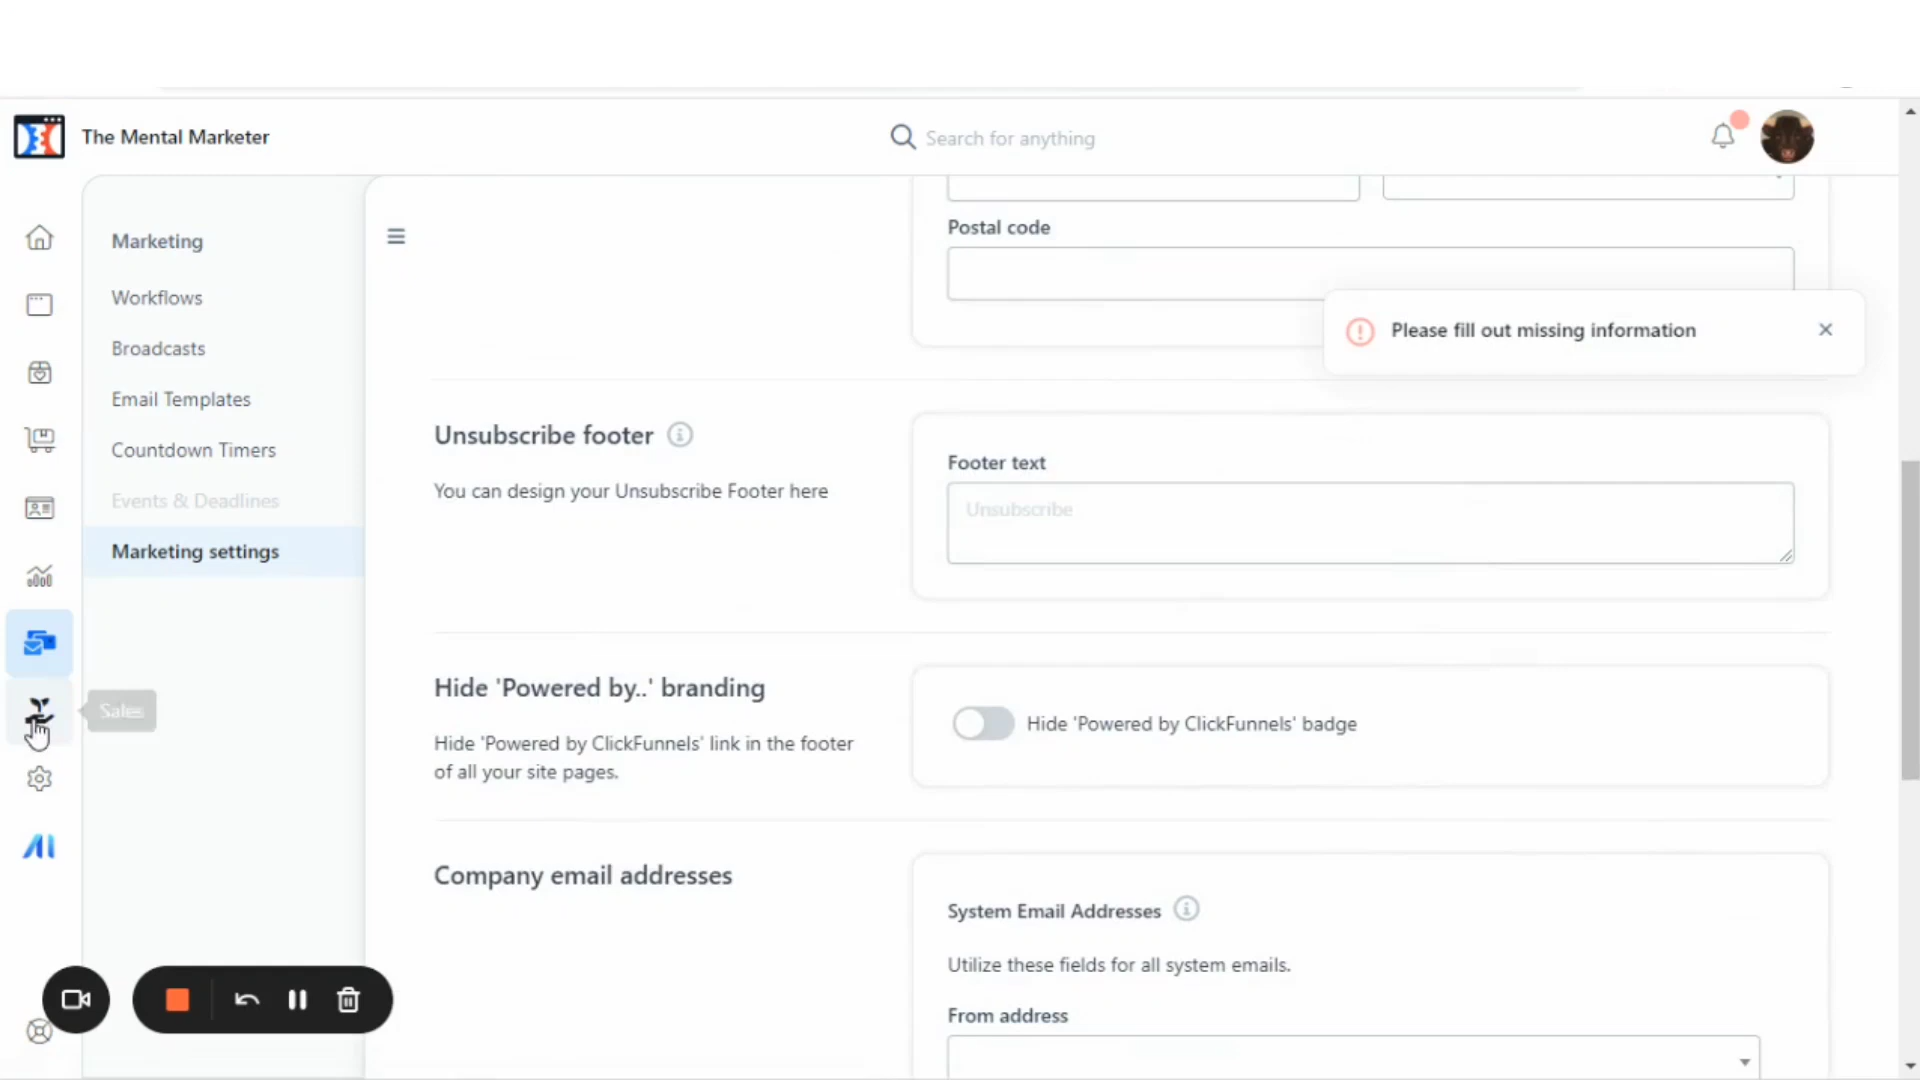 The Mental Marketer
Search for anything
Marketing
Workflows
Broadcasts
Email Templates
Countdown Timers
Events & Deadlines
Marketing settings
Sales
Postal code
Please fill out missing information
Unsubscribe footer
You can design your Unsubscribe Footer here
Footer text
Unsubscribe
Hide 'Powered by..' branding
Hide 'Powered by ClickFunnels' link in the footer
of all your site pages.
Hide 'Powered by ClickFunnels' badge
Company email addresses
System Email Addresses
Utilize these fields for all system emails.
From address